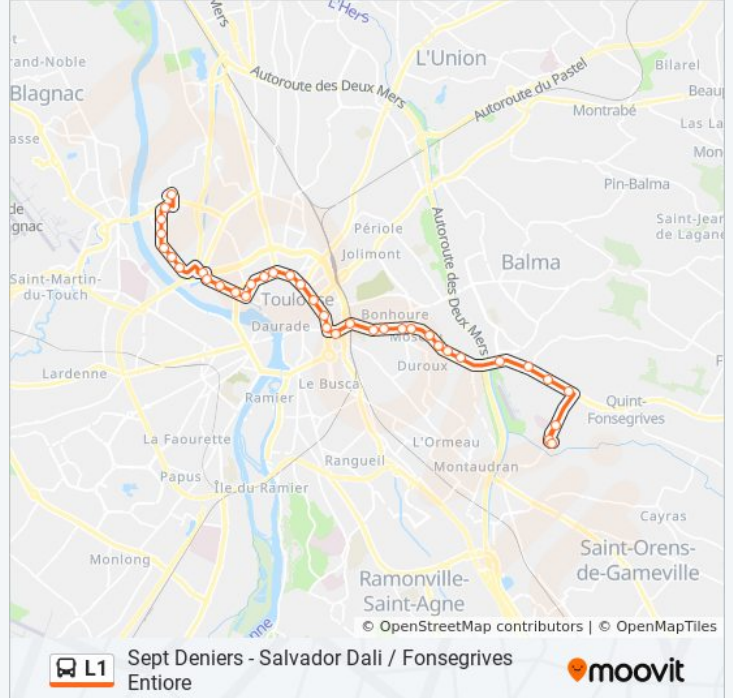 L'Hers
Mers
L'Union
Autoroute des Deux Mers
Autoroute du Pastel
Bilarel
Beau
Montrabé
rand-Noble
Blagnac
Las La
Mon
asse
Pin-Balma
Saint-Jean
de Lagane
de
gnac
Périole
Jolimont
Autoroute des Deux Mers
Balma
Saint-Martin-
du-Touch
Toulouse
Bonhoure
Daurade
Duroux
Lardenne
Le Busca
Ramier
Quint-
Fonsegrives
La Faourette
L'Ormeau
Rangueil
Montaudran
Papus
Île du Ramier
Cayras
Monlong
Saint-Orens-
de-Gameville
Ramonville-
Saint-Agne
© OpenStreetMap contributors | © OpenMapTiles
L1
Sept Deniers - Salvador Dali / Fonsegrives
Entiore
moovit